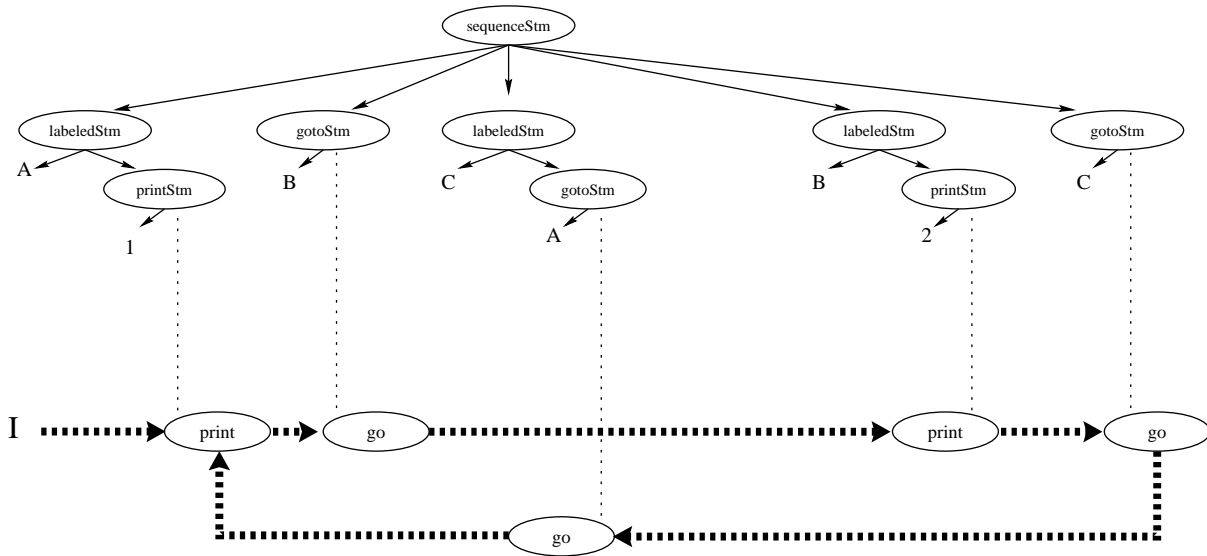 sequenceStm
labeledStm gotoStm labeledStm labeledStm gotoStm
A B C B C
printStm gotoStm printStm
1 A 2
I print go print go
go